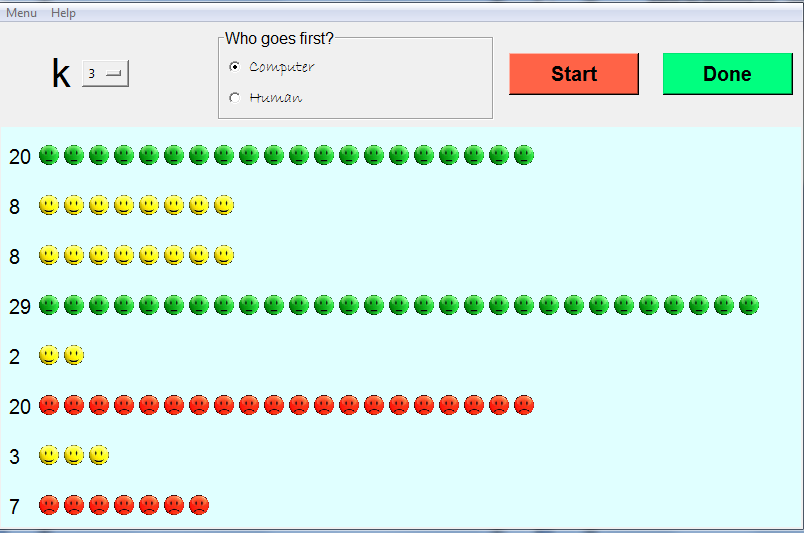 Menu Help
Who goes first?
k 3
Computer
Human
Start
Done
20
8
8
29
2
20
3
7